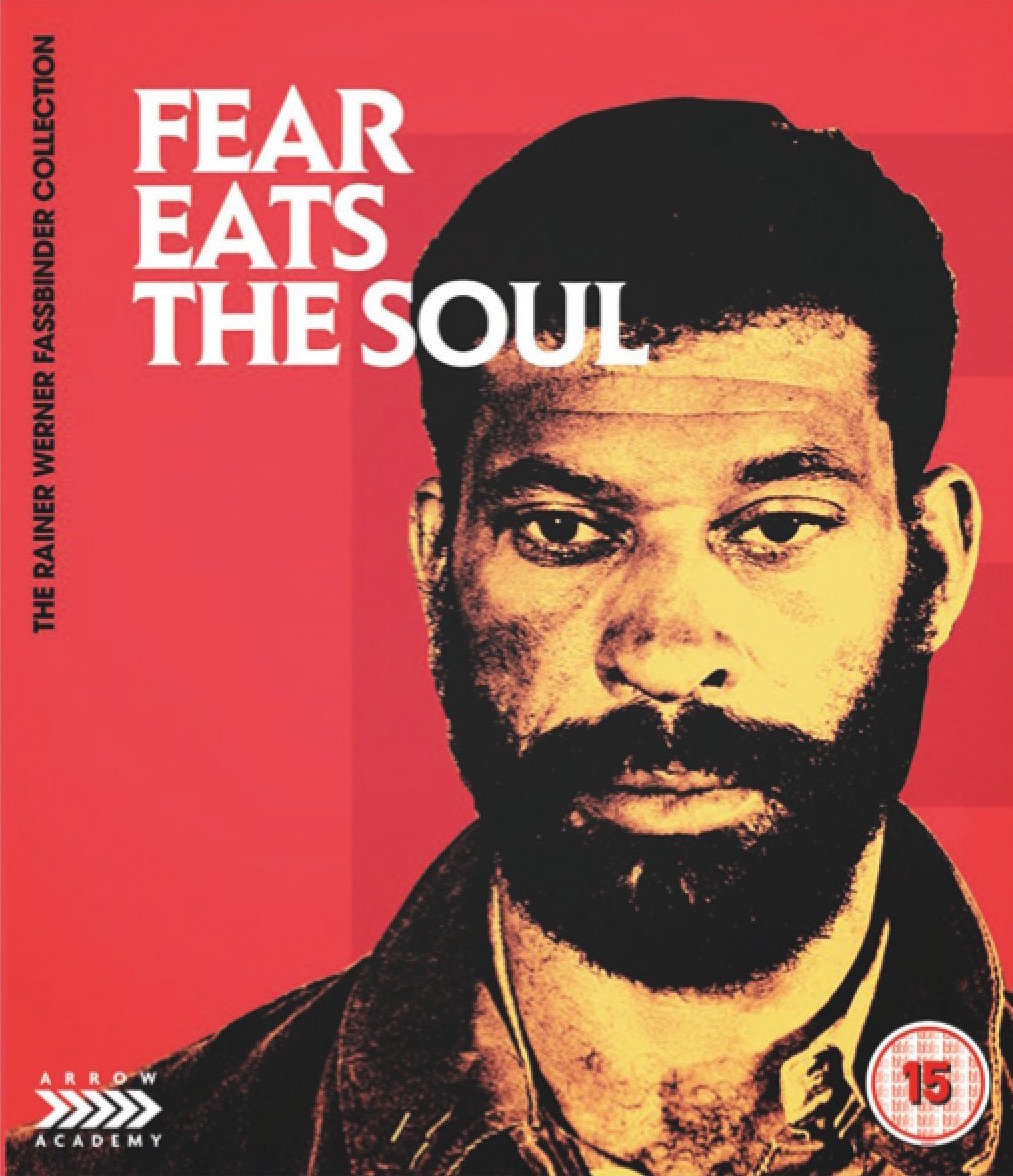 THE RAINER WERNER FASSBINDER COLLECTION
FEAR
EATS
THE SOUL
ARROW
ACADEMY
15